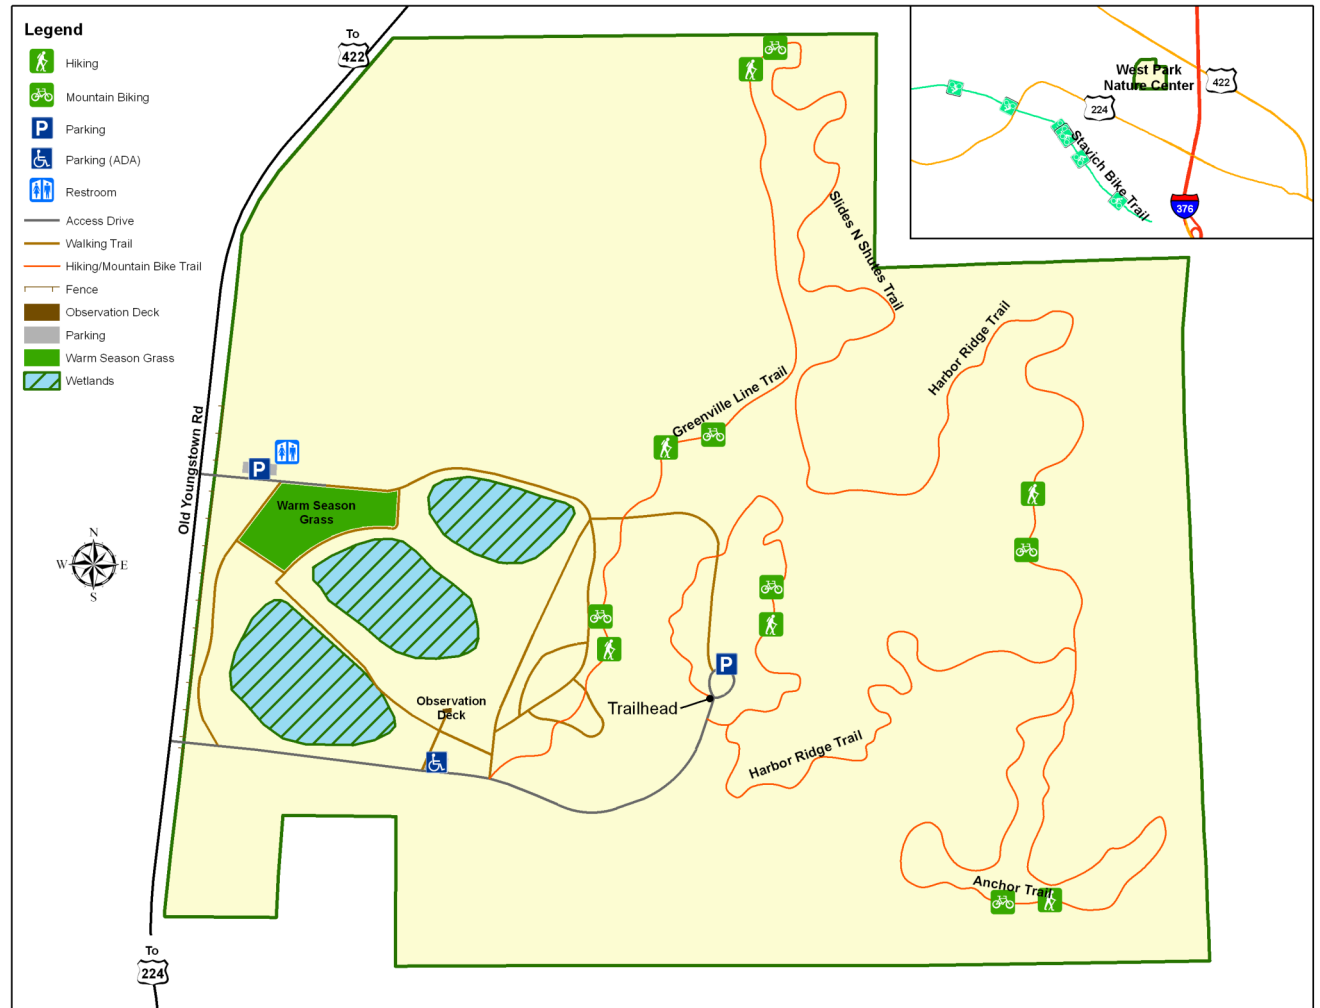 Legend
Hiking
Mountain Biking
P
Parking
Parking (ADA)
Restroom
Access Drive
Walking Trail
Hiking/Mountain Bike Trail
Fence
Observation Deck
Parking
Warm Season Grass
Wetlands
To
422
West Park
Nature Center
422
224
Stavich Bike Trail
376
Slides N Shutes Trail
Harbor Ridge Trail
Greenville Line Trail
Old Youngstown Rd
P
Warm Season
Grass
N
W
E
S
P
Trailhead
Observation
Deck
Harbor Ridge Trail
Anchor Trail
To
224